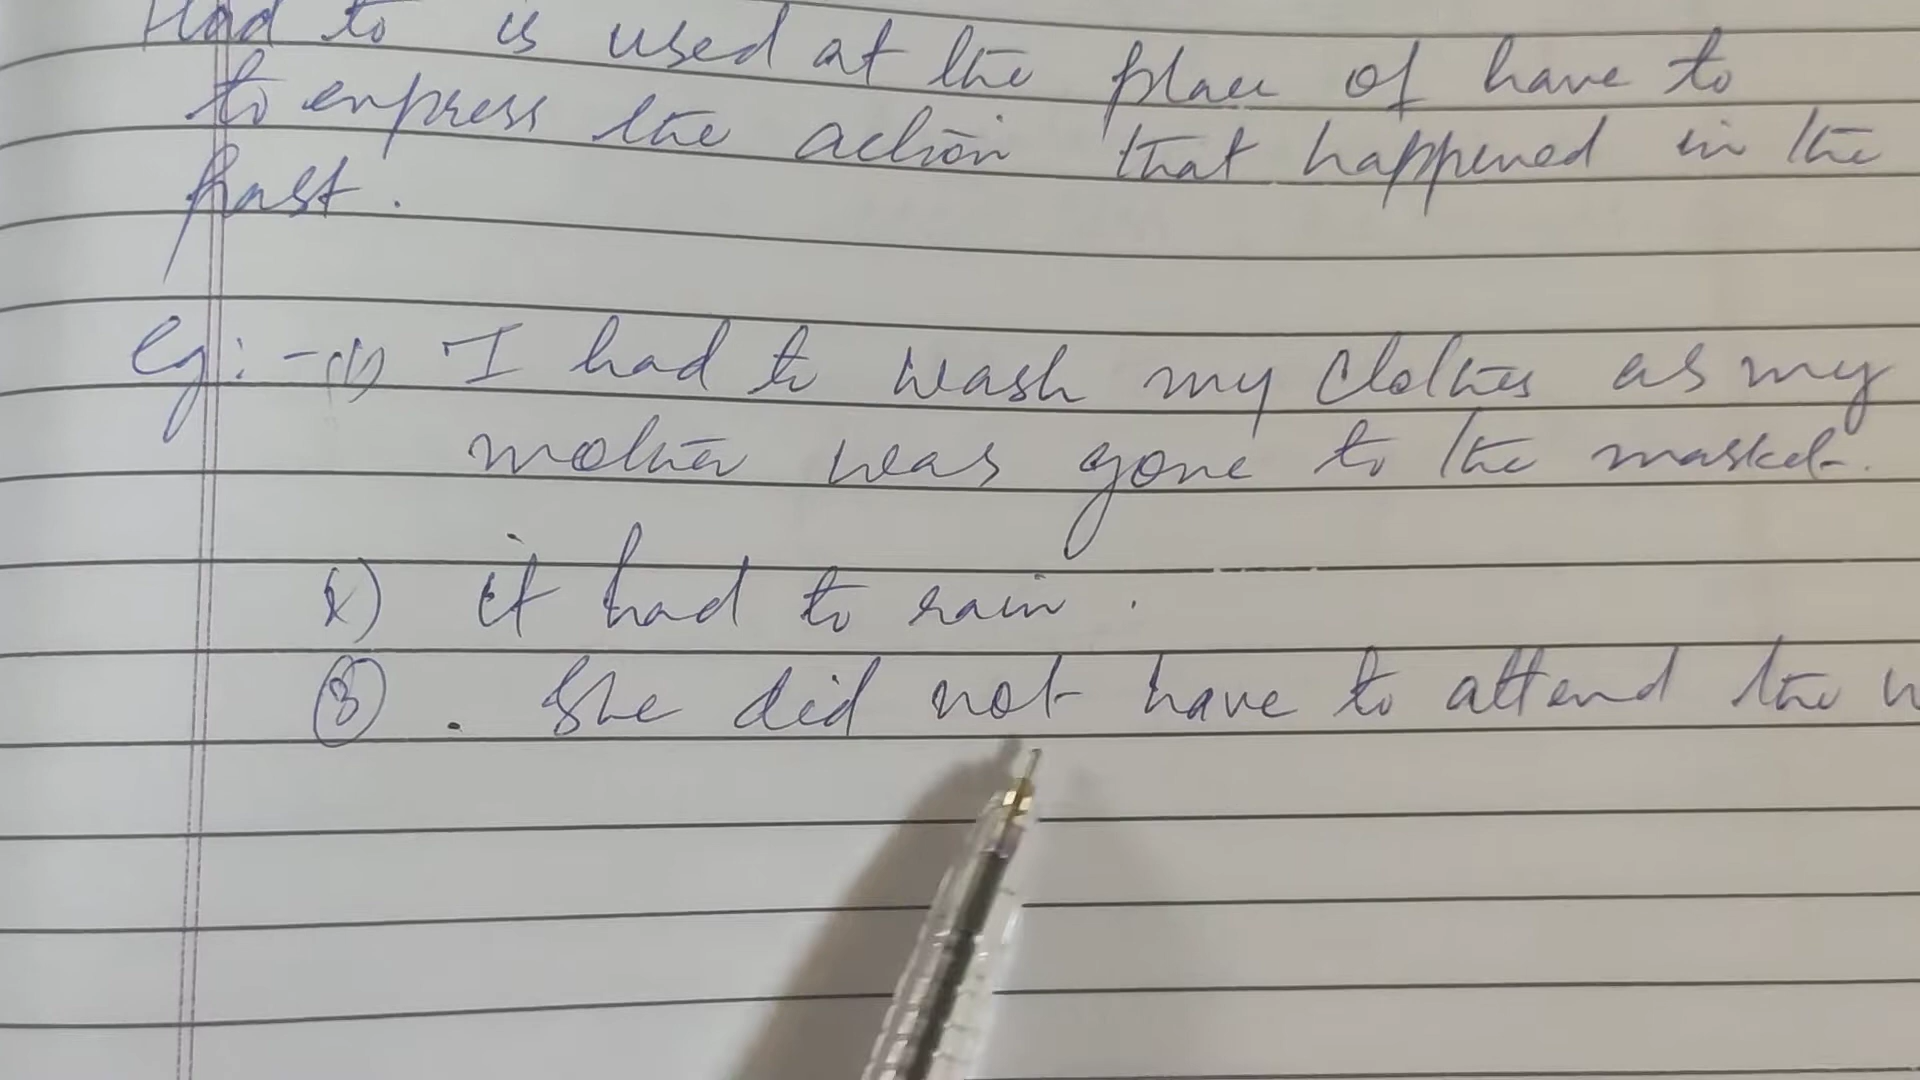 Had to is used at the place of have to
to express the action that happened in the
past.
eg:-(1) I had to wash my clothes as my
mother was gone to the market.
2) it had to rain.
3. She did not have to attend the